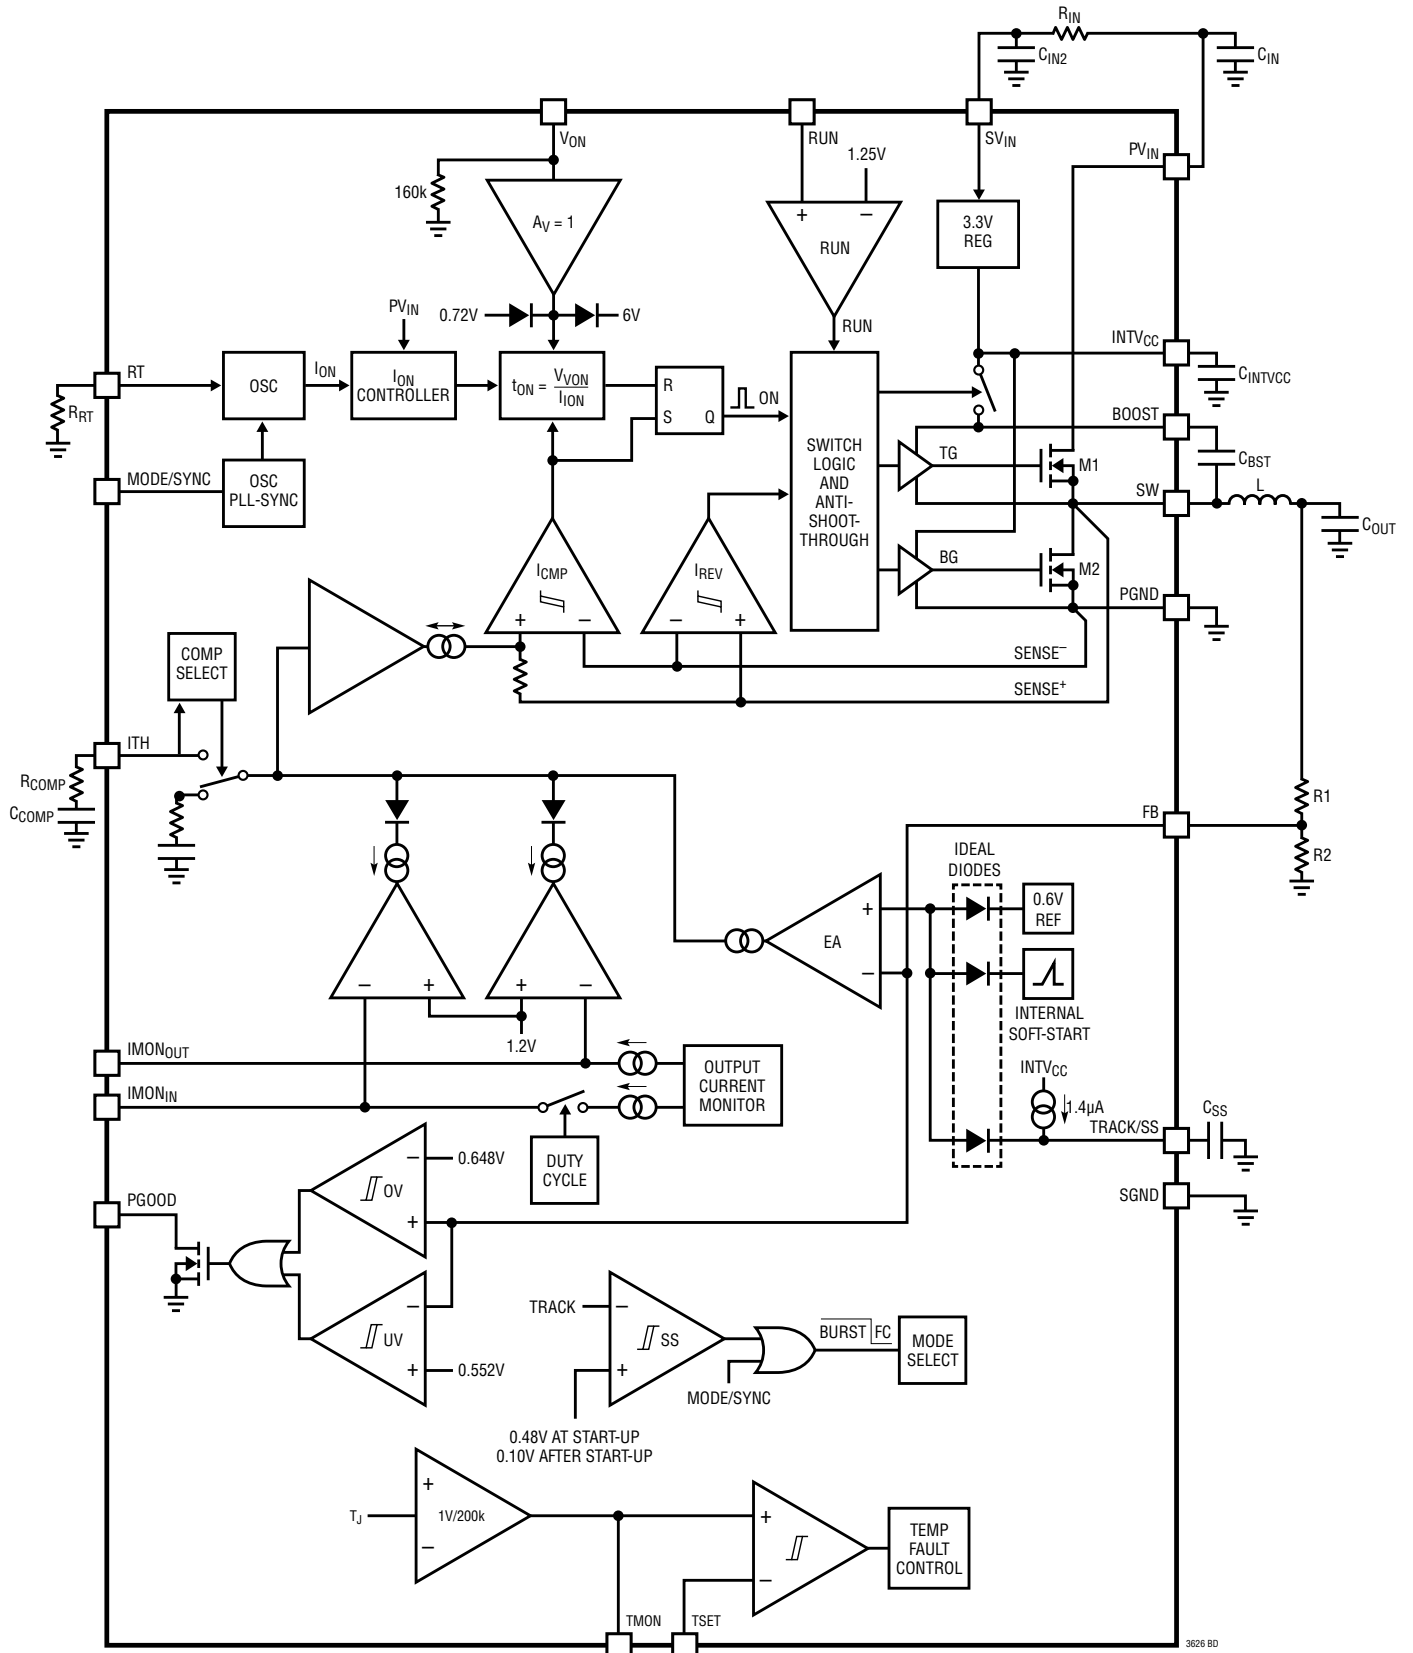 RIN
CIN2
CIN
VON
RUN
SVIN
1.25V
PVIN
160k
AV = 1
+
–
RUN
3.3V
REG
PVIN
0.72V
6V
RUN
INTVCC
RT
OSC
ION
ION
CONTROLLER
tON = VVON
IION
R
S
Q
ON
CINTVCC
RRT
BOOST
MODE/SYNC
OSC
PLL-SYNC
SWITCH
LOGIC
AND
ANTI-
SHOOT-
THROUGH
TG
M1
CBST
SW
L
COUT
ICMP
+
–
IREV
–
+
BG
M2
PGND
COMP
SELECT
SENSE–
SENSE+
ITH
RCOMP
CCOMP
R1
FB
R2
IDEAL
DIODES
+
EA
–
0.6V
REF
–
+
+
–
INTERNAL
SOFT-START
1.2V
IMONOUT
IMONIN
OUTPUT
CURRENT
MONITOR
INTVCC
1.4µA
TRACK/SS
CSS
DUTY
CYCLE
–
0.648V
OV
+
SGND
PGOOD
–
UV
+
0.552V
TRACK
–
SS
+
MODE/SYNC
BURST
FC
MODE
SELECT
0.48V AT START-UP
0.10V AFTER START-UP
TJ
+
1V/200k
–
+
–
TEMP
FAULT
CONTROL
TMON
TSET
3626 BD